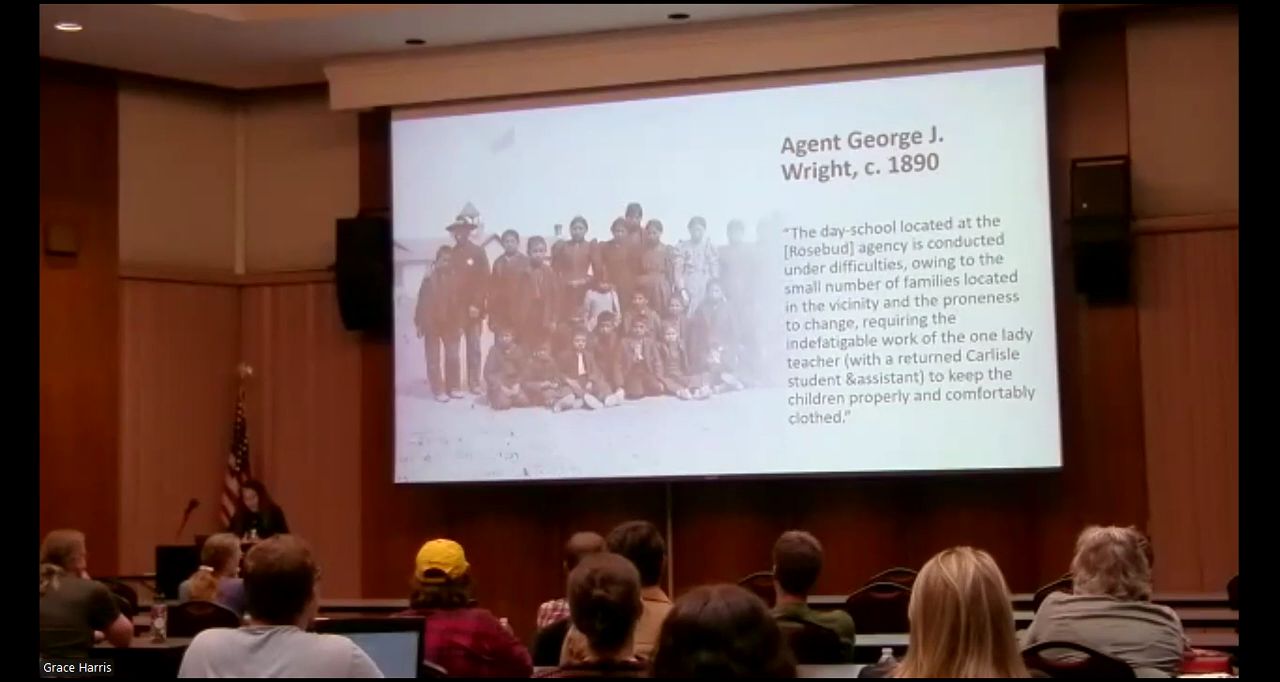 Agent George J.
Wright, c. 1890
“The day-school located at the
[Rosebud] agency is conducted
under difficulties, owing to the
small number of families located
in the vicinity and the proneness
to change, requiring the
indefatigable work of the one lady
teacher (with a returned Carlisle
student &assistant) to keep the
children properly and comfortably
clothed.”
Grace Harris